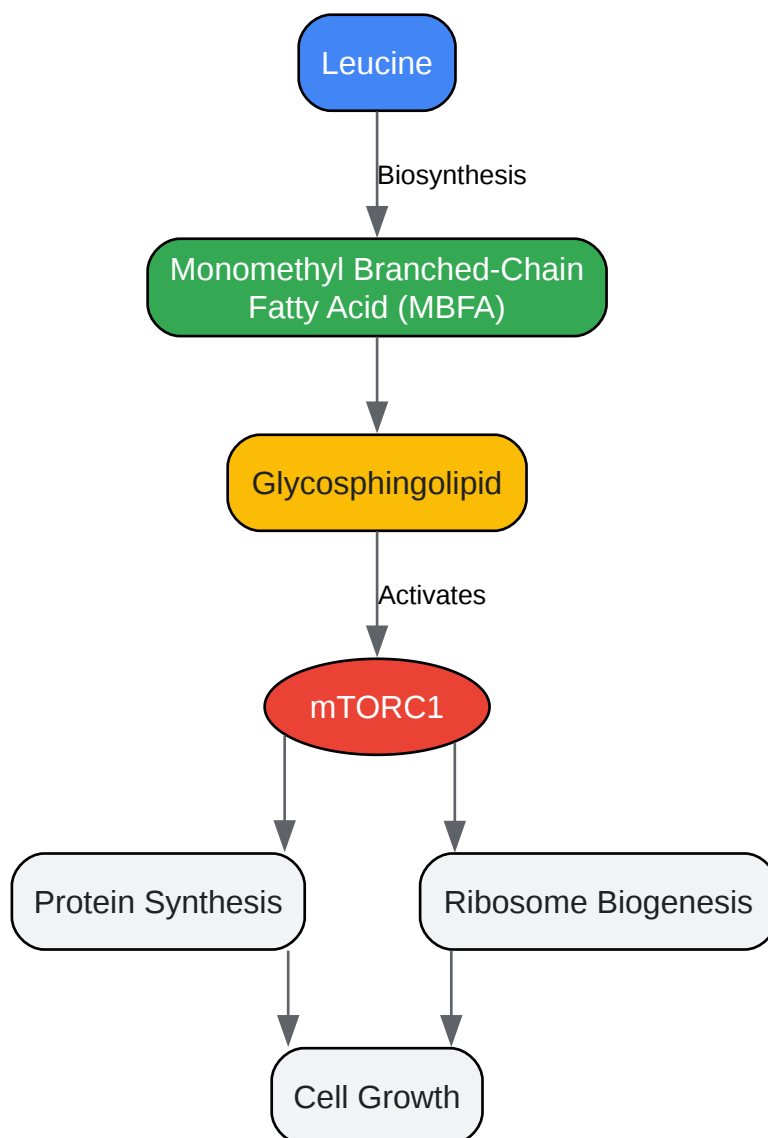 Leucine
Biosynthesis
Monomethyl Branched-Chain
Fatty Acid (MBFA)
Glycosphingolipid
Activates
mTORC1
Protein Synthesis
Ribosome Biogenesis
Cell Growth